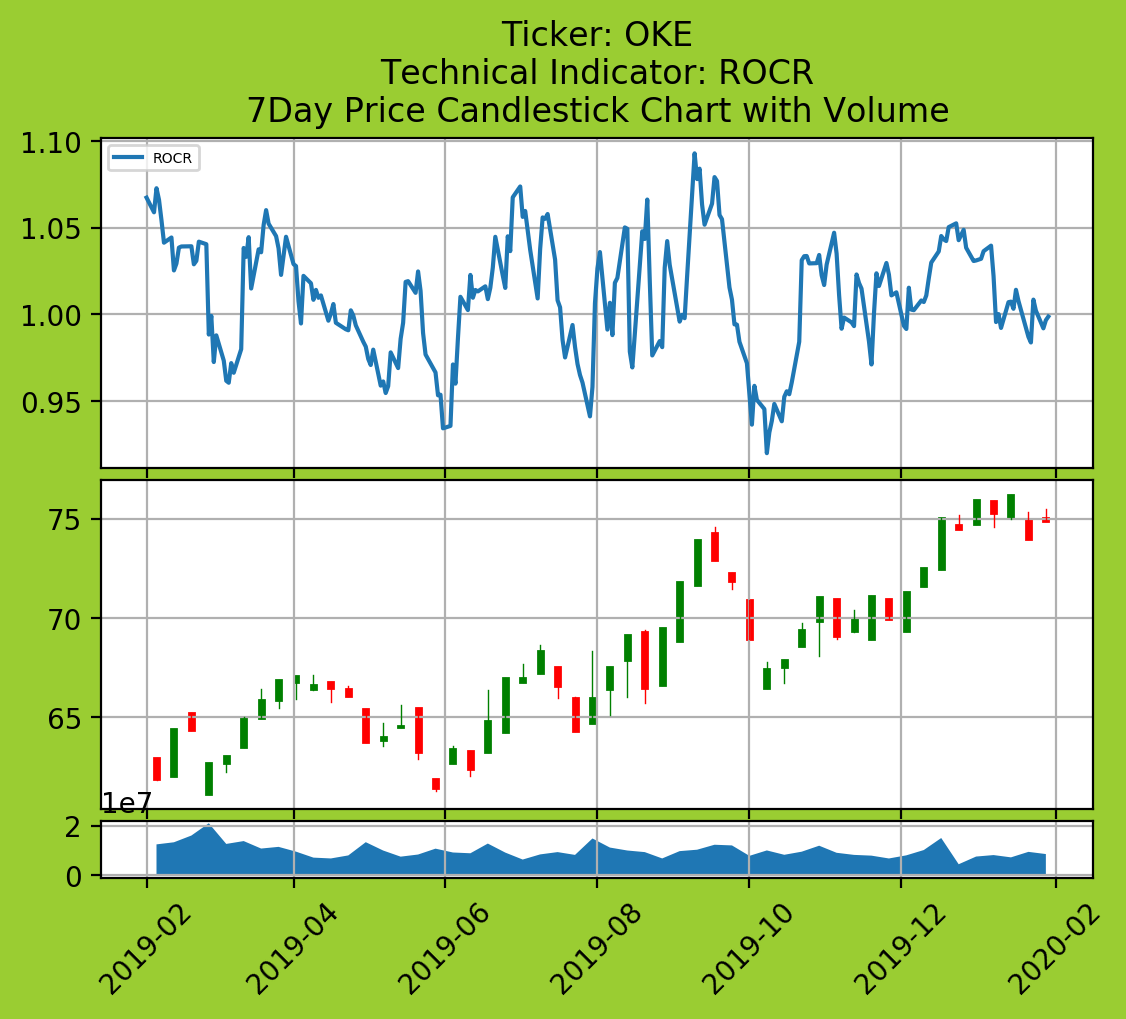 Ticker: OKE
Technical Indicator: ROCR
7Day Price Candlestick Chart with Volume
1.10
ROCR
1.05
1.00
0.95
75
70
65
1e7
2
0
2019-02 2019-04 2019-06 2019-08 2019-10 2019-12 2020-02